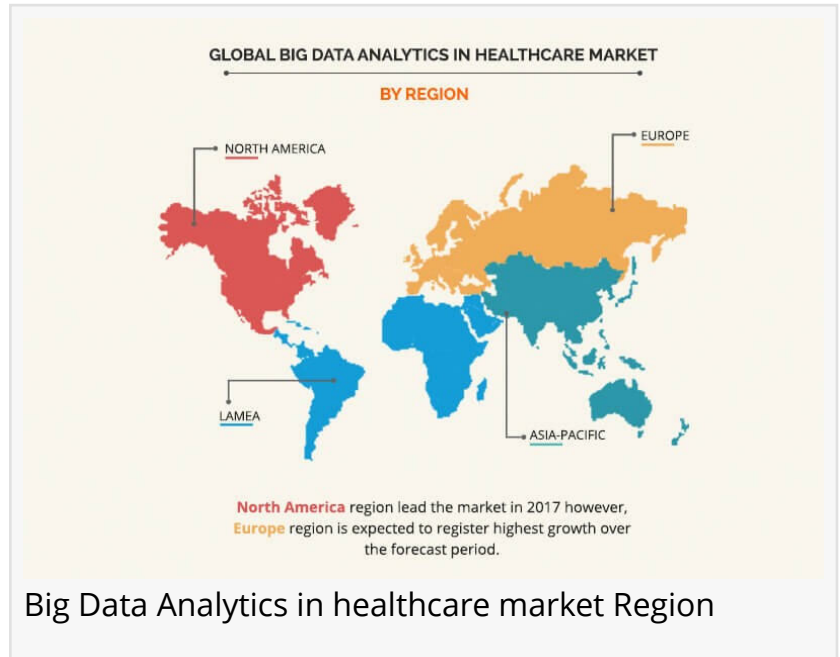 GLOBAL BIG DATA ANALYTICS IN HEALTHCARE MARKET
BY REGION
NORTH AMERICA
EUROPE
LAMEA
ASIA-PACIFIC
North America region lead the market in 2017 however,
Europe region is expected to register highest growth over
the forecast period.
Big Data Analytics in healthcare market Region